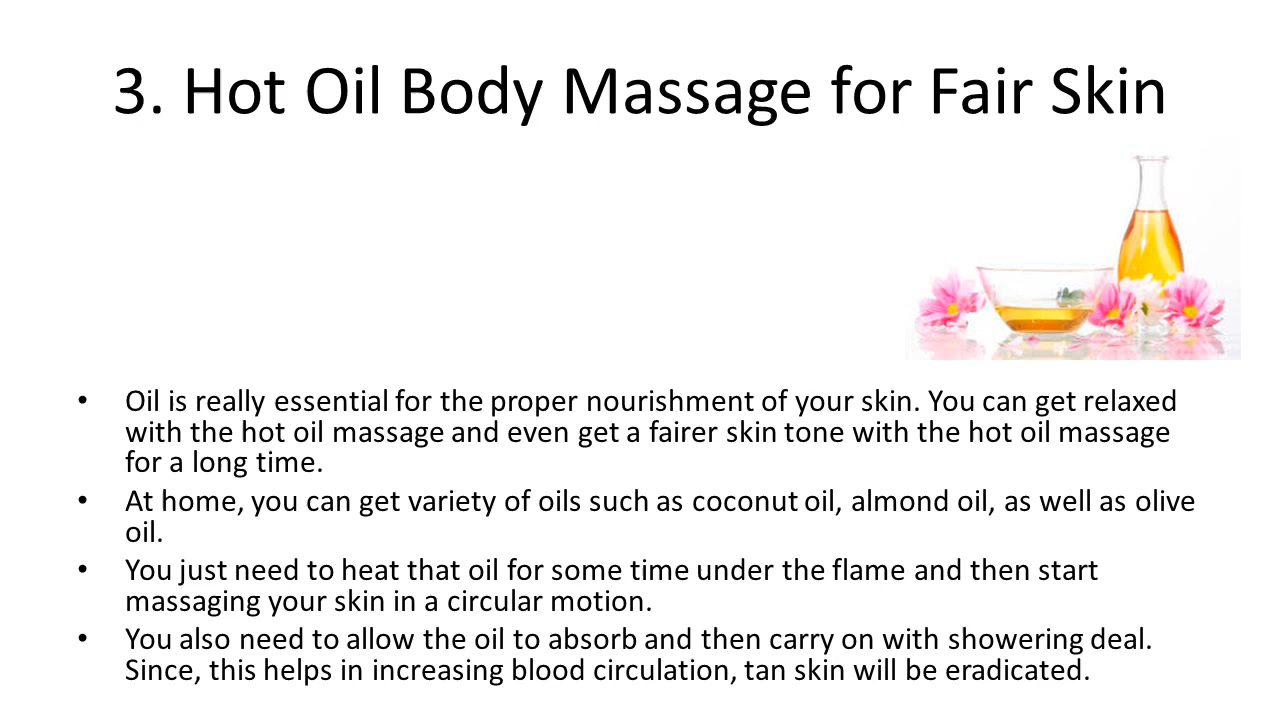 3. Hot Oil Body Massage for Fair Skin
• Oil is really essential for the proper nourishment of your skin. You can get relaxed
with the hot oil massage and even get a fairer skin tone with the hot oil massage
for a long time.
• At home, you can get variety of oils such as coconut oil, almond oil, as well as olive
oil.
• You just need to heat that oil for some time under the flame and then start
massaging your skin in a circular motion.
• You also need to allow the oil to absorb and then carry on with showering deal.
Since, this helps in increasing blood circulation, tan skin will be eradicated.